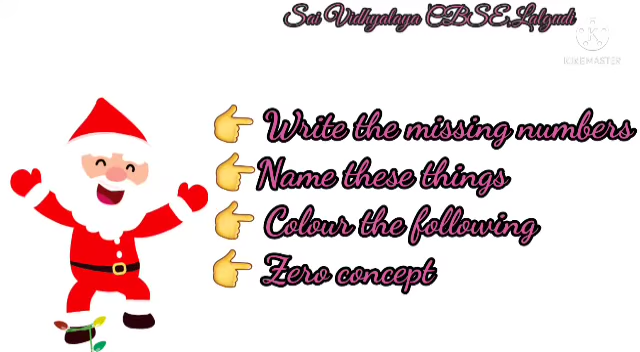 Sai Vidhyalaya CBSE,Lalgudi
KINEMASTER
👉 Write the missing numbers
👉 Name these things
👉 Colour the following
👉 Zero concept